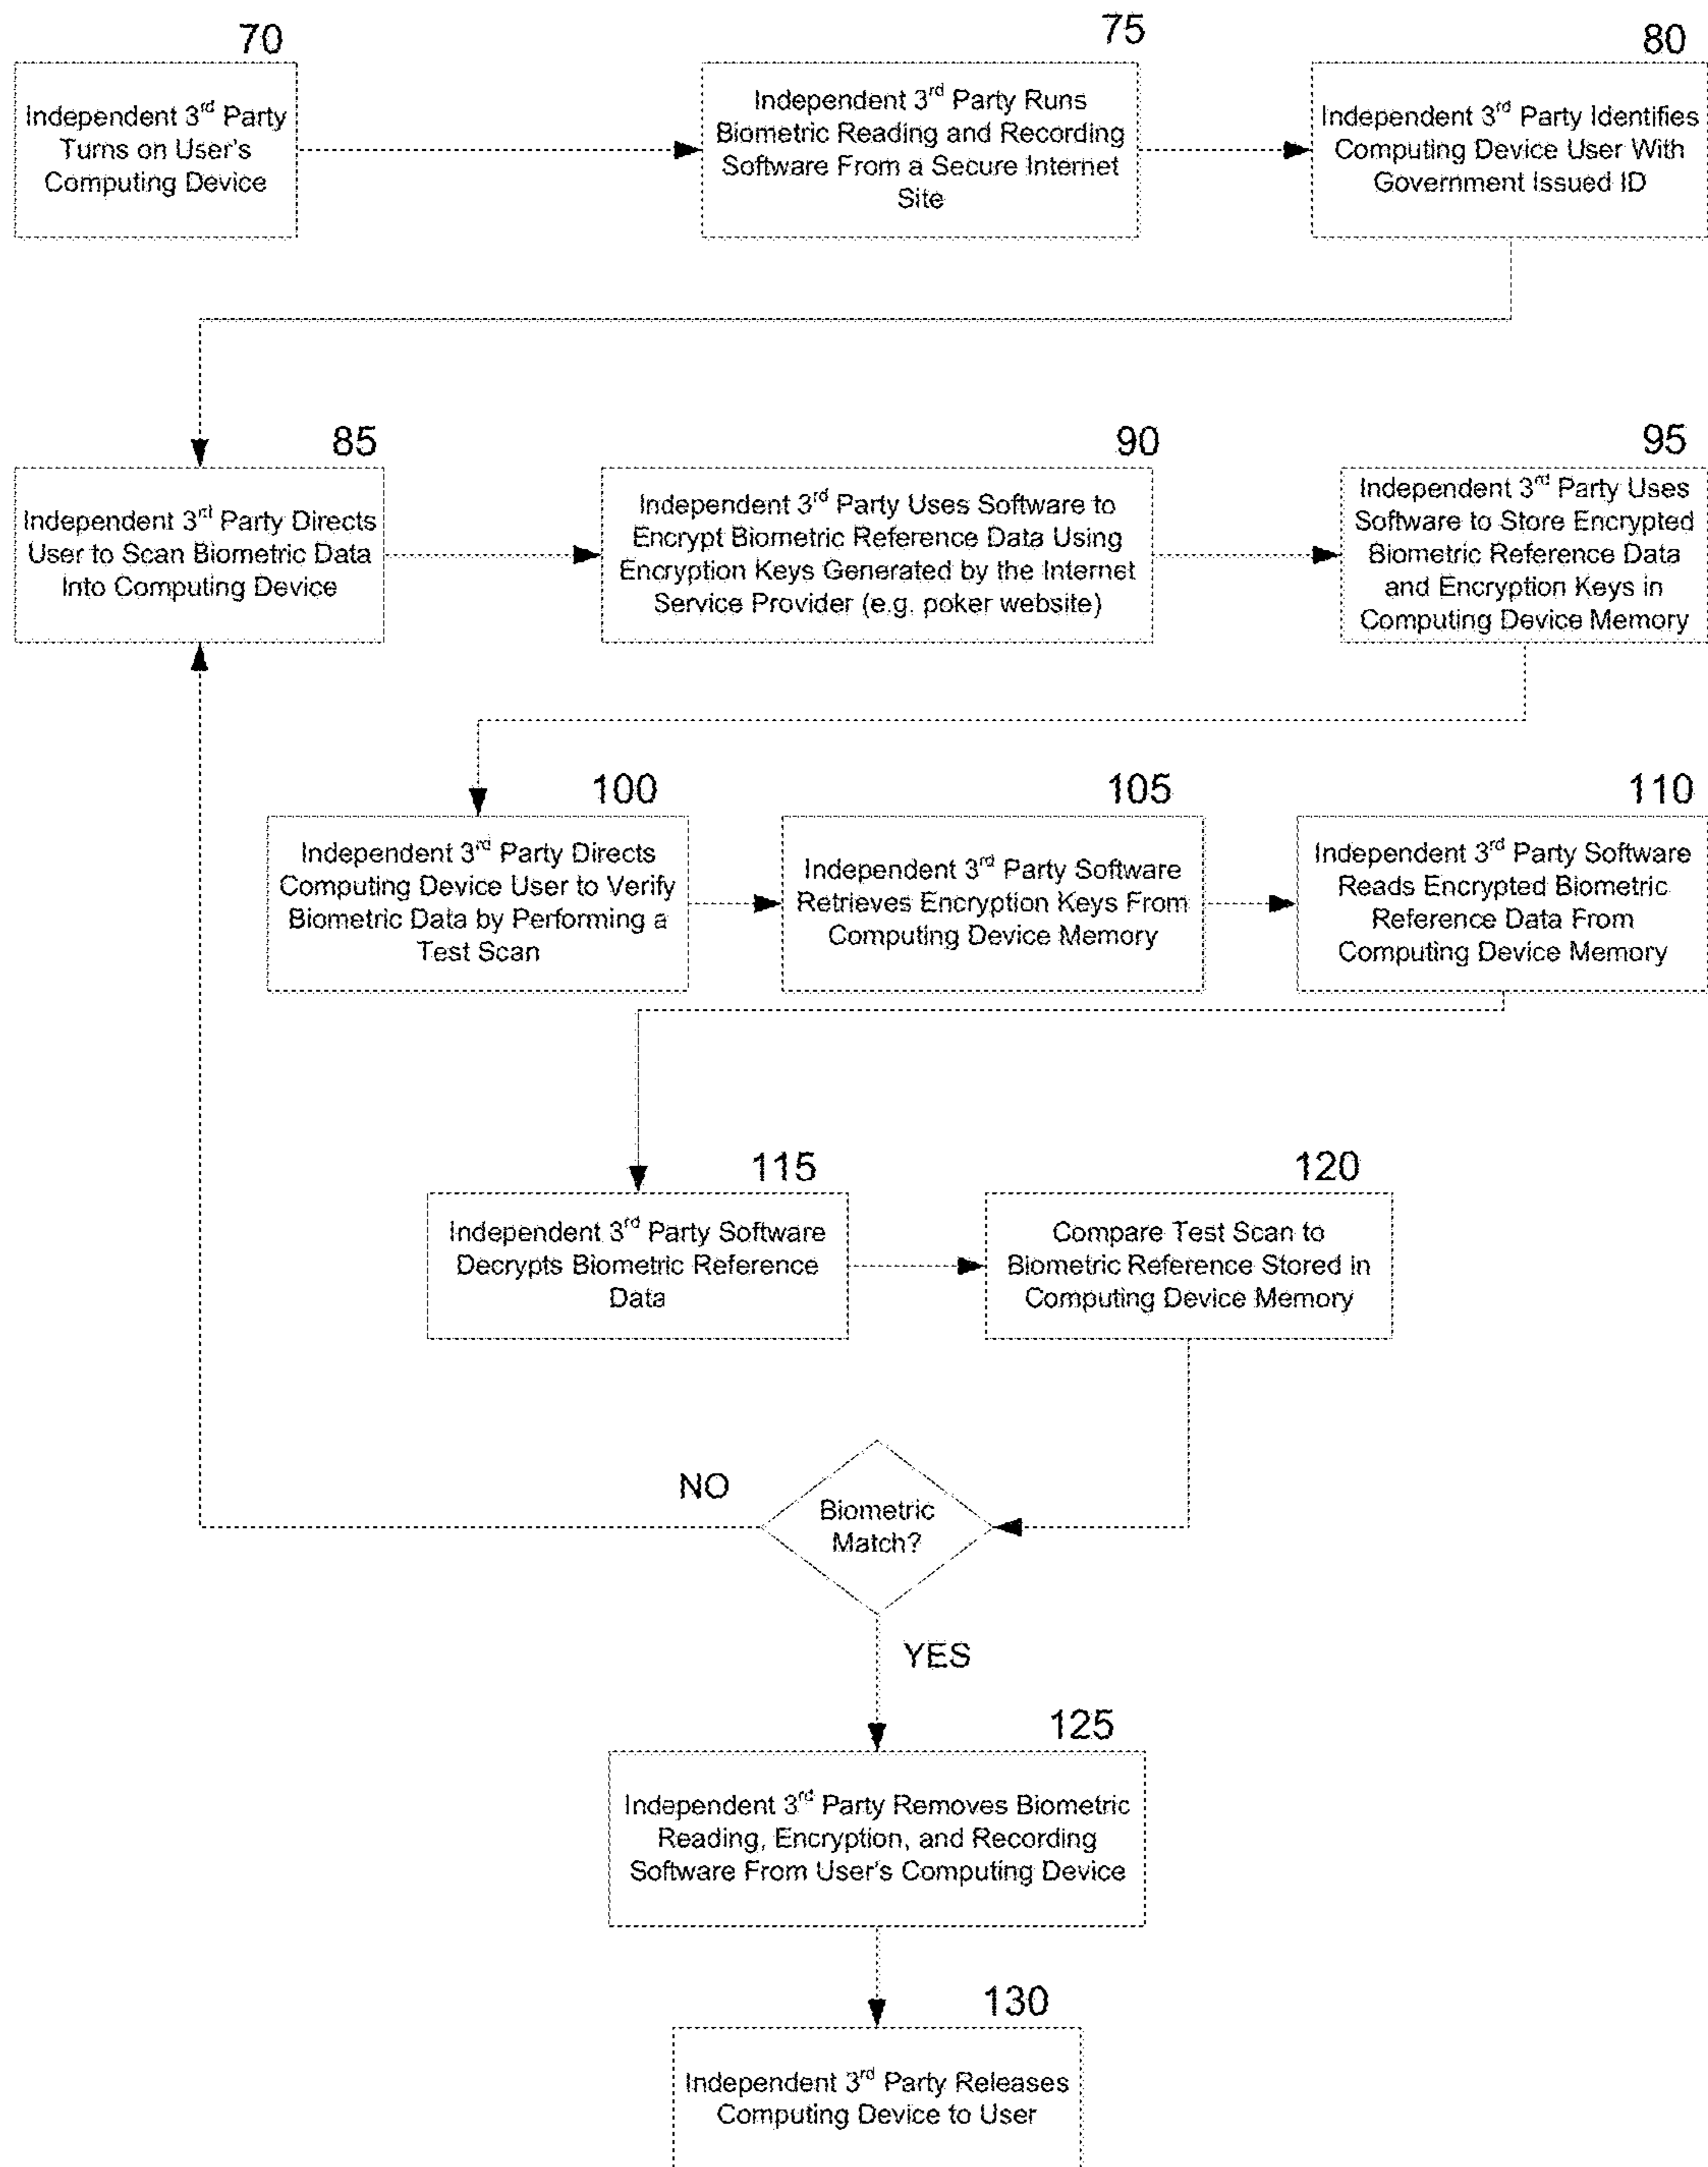 70
Independent 3rd Party
Turns on User's
Computing Device
75
Independent 3rd Party Runs
Biometric Reading and Recording
Software From a Secure Internet
Site
80
Independent 3rd Party Identifies
Computing Device User With
Government Issued ID
85
Independent 3rd Party Directs
User to Scan Biometric Data
Into Computing Device
90
Independent 3rd Party Uses Software to
Encrypt Biometric Reference Data Using
Encryption Keys Generated by the Internet
Service Provider (e.g. poker website)
95
Independent 3rd Party Uses
Software to Store Encrypted
Biometric Reference Data
and Encryption Keys in
Computing Device Memory
100
Independent 3rd Party Directs
Computing Device User to Verify
Biometric Data by Performing a
Test Scan
105
Independent 3rd Party Software
Retrieves Encryption Keys From
Computing Device Memory
110
Independent 3rd Party Software
Reads Encrypted Biometric
Reference Data From
Computing Device Memory
115
Independent 3rd Party Software
Decrypts Biometric Reference
Data
120
Compare Test Scan to
Biometric Reference Stored in
Computing Device Memory
NO
Biometric
Match?
YES
125
Independent 3rd Party Removes Biometric
Reading, Encryption, and Recording
Software From User's Computing Device
130
Independent 3rd Party Releases
Computing Device to User